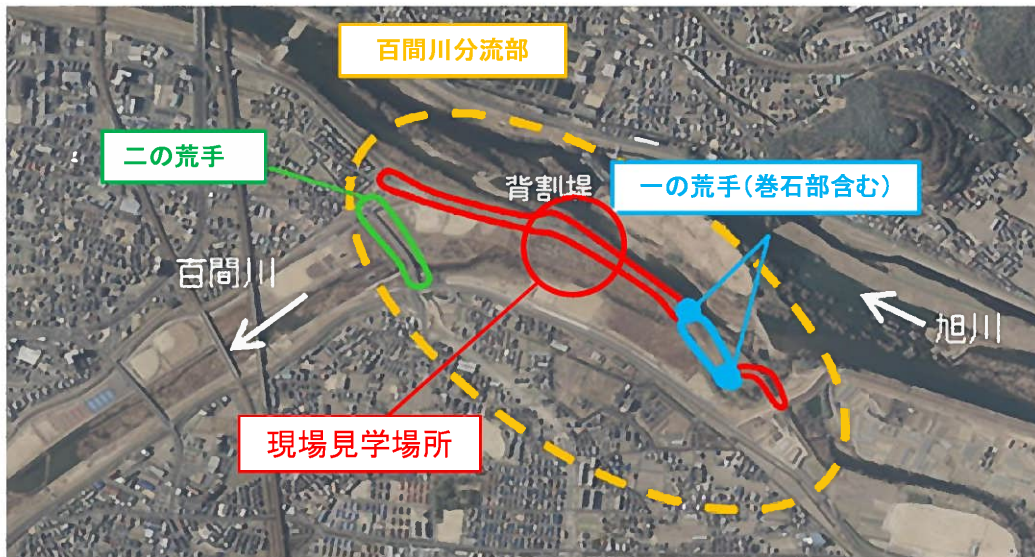 百間川分流部
二の荒手
背割堤
一の荒手(巻石部含む)
百間川
旭川
現場見学場所